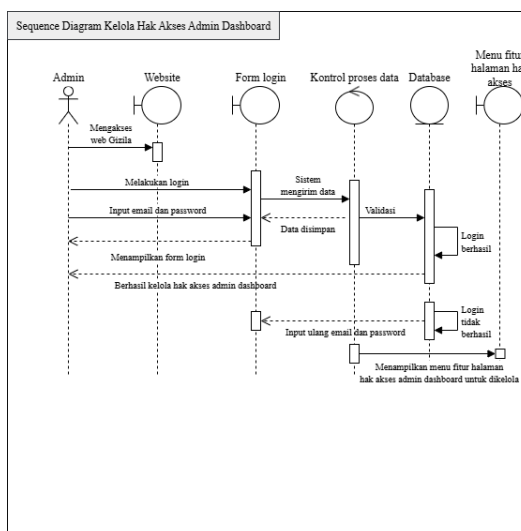 Sequence Diagram Kelola Hak Akses Admin Dashboard
Admin
Website
Form login
Kontrol proses data
Database
Menu fitur
halaman hak
akses
Mengakses
web Gizila
Melakukan login
Sistem
mengirim data
Input email dan password
Validasi
Data disimpan
Login
berhasil
Menampilkan form login
Berhasil kelola hak akses admin dashboard
Login
tidak
berhasil
Input ulang email dan password
Menampilkan menu fitur halaman
hak akses admin dashboard untuk dikelola